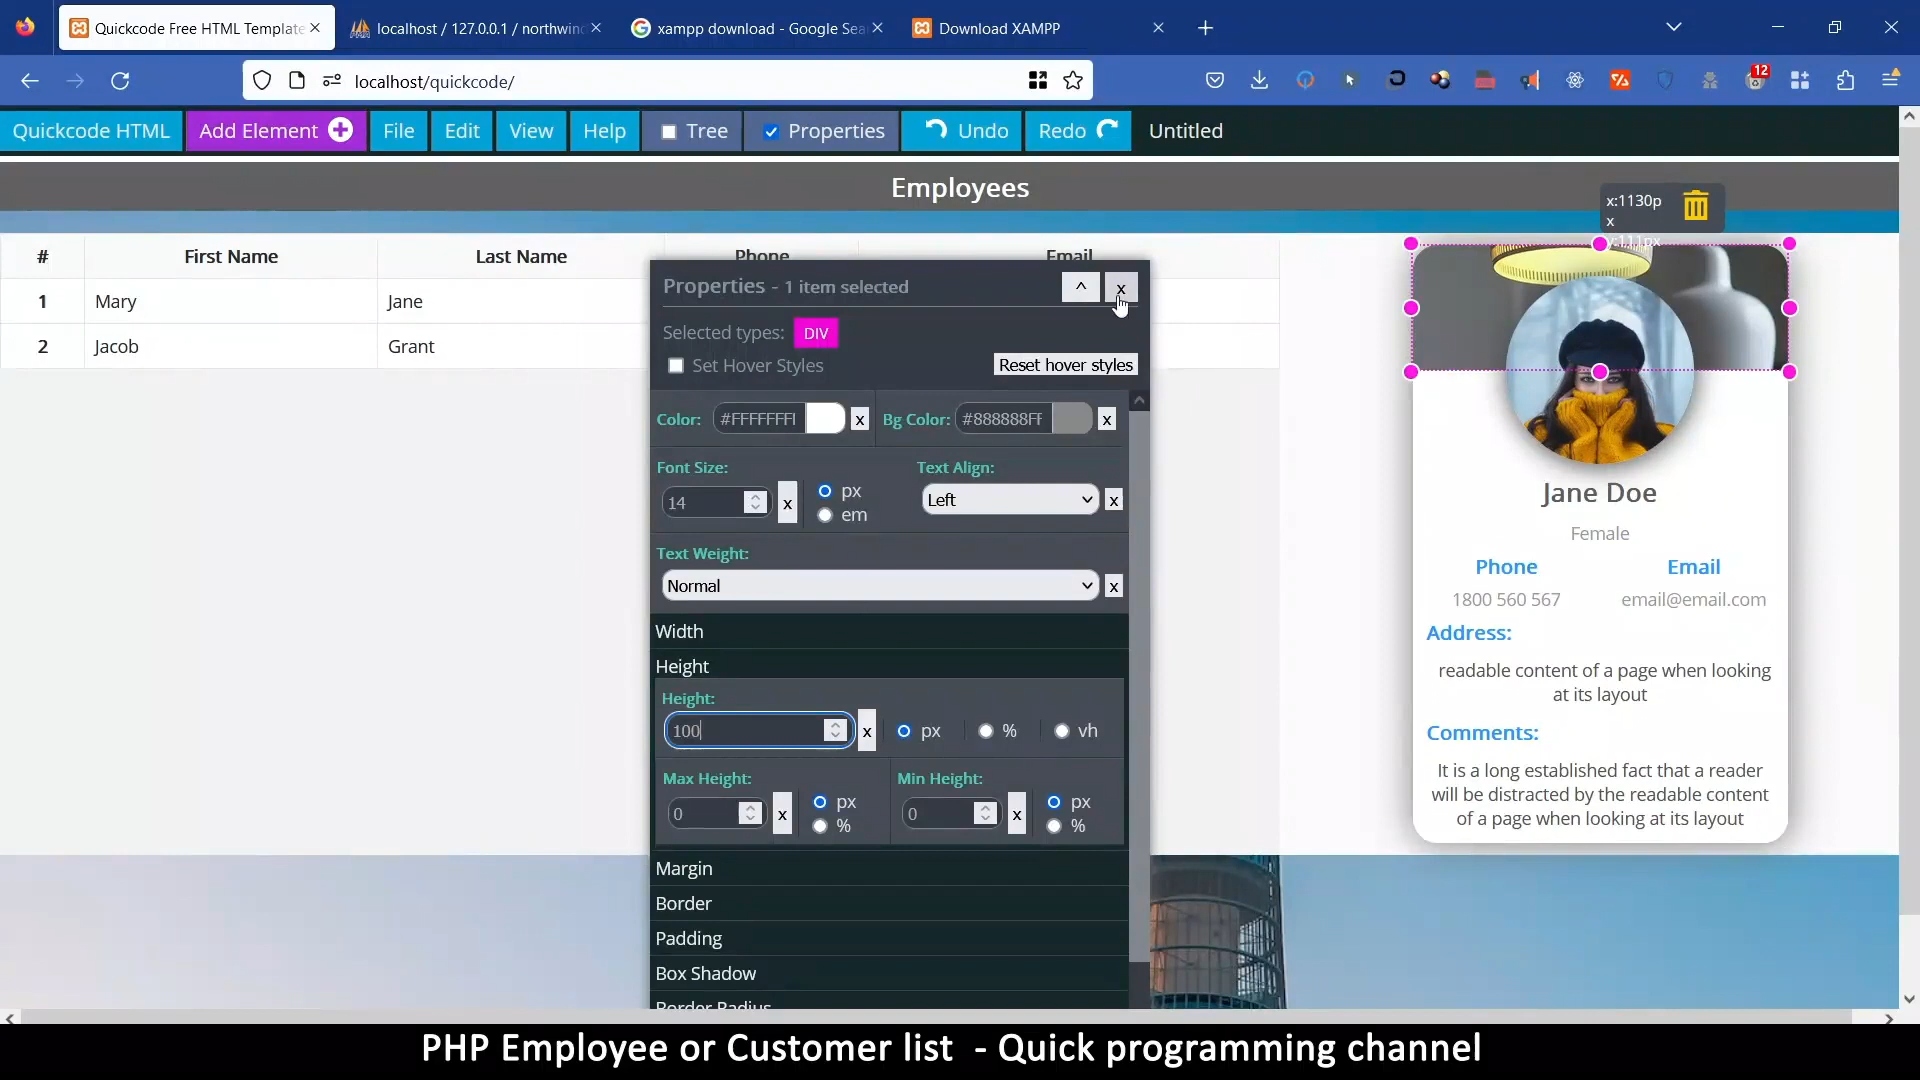 Quickcode Free HTML Template
localhost / 127.0.0.1 / northwin
xampp download - Google Sea
Download XAMPP
localhost/quickcode/
12
Quickcode HTML
Add Element
File
Edit
View
Help
Tree
Properties
Undo
Redo
Untitled
Employees
x:1130p
x
y:111px
# First Name Last Name Phone Email
1 Mary Jane
2 Jacob Grant
Properties - 1 item selected
^
x
Selected types: DIV
Set Hover Styles
Reset hover styles
Color: #FFFFFFFF x
Bg Color: #888888FF x
Font Size:
14 x
px
em
Text Align:
Left x
Text Weight:
Normal x
Width
Height
Height:
100 x px % vh
Max Height:
0 x
px
%
Min Height:
0 x
px
%
Margin
Border
Padding
Box Shadow
Border Radius
Jane Doe
Female
Phone Email
1800 560 567 email@email.com
Address:
readable content of a page when looking
at its layout
Comments:
It is a long established fact that a reader
will be distracted by the readable content
of a page when looking at its layout
PHP Employee or Customer list - Quick programming channel